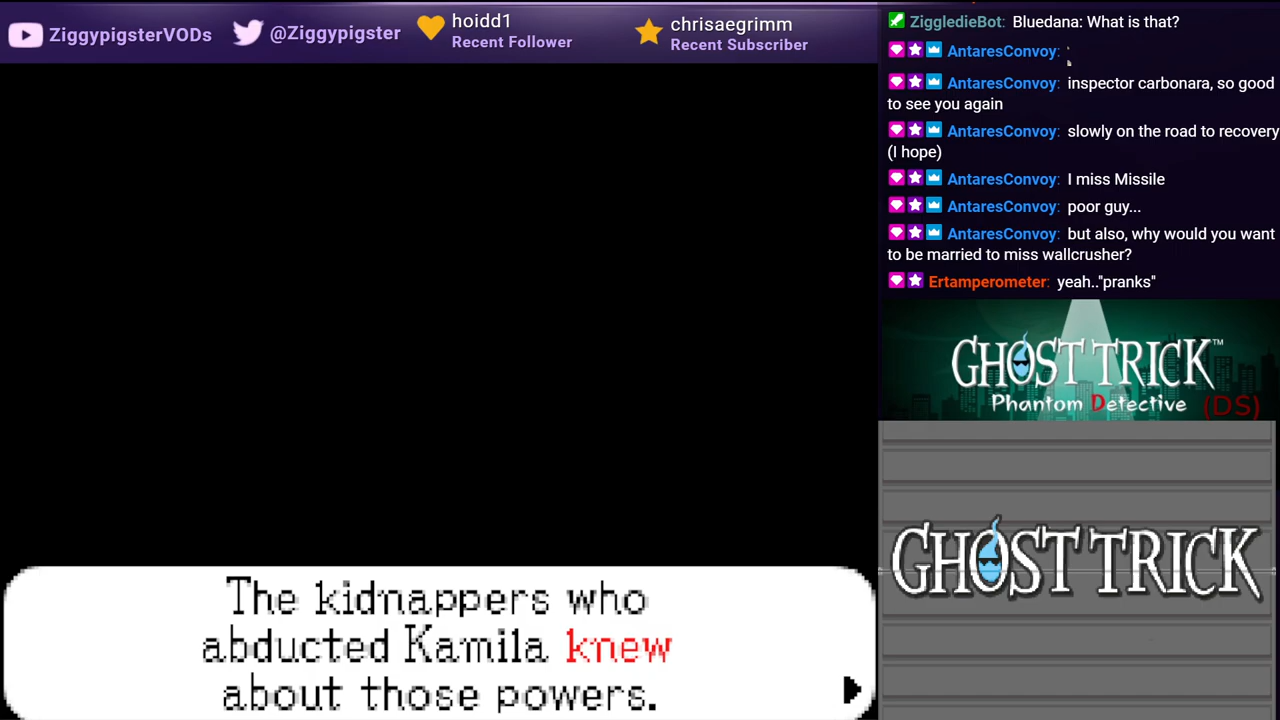 ZiggypigsterVODs
@Ziggypigster
hoidd1
Recent Follower
chrisaegrimm
Recent Subscriber
ZiggledieBot: Bluedana: What is that?
AntaresConvoy:
AntaresConvoy: inspector carbonara, so good
to see you again
AntaresConvoy: slowly on the road to recovery
(I hope)
AntaresConvoy: I miss Missile
AntaresConvoy: poor guy...
AntaresConvoy: but also, why would you want
to be married to miss wallcrusher?
Ertamperometer: yeah.."pranks"
GHOST TRICK™
Phantom Detective (DS)
GHOST TRICK
The kidnappers who
abducted Kamila knew
about those powers.